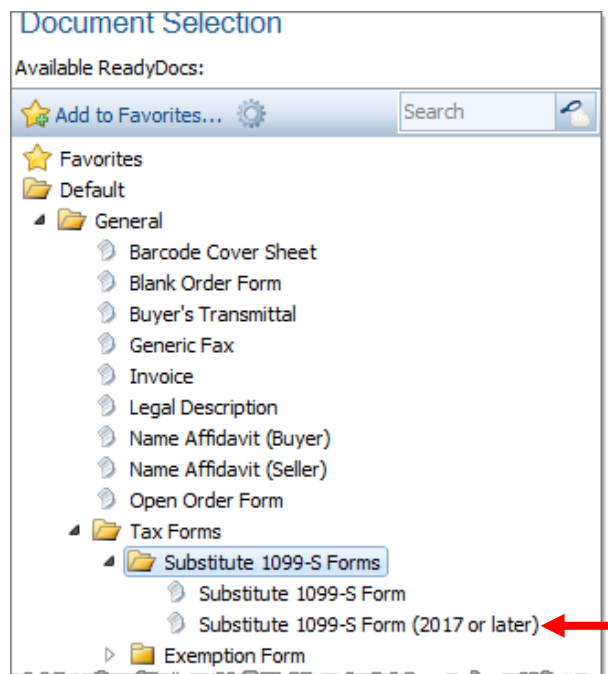 Document Selection
Available ReadyDocs:
Add to Favorites... Search
Favorites
Default
General
Barcode Cover Sheet
Blank Order Form
Buyer's Transmittal
Generic Fax
Invoice
Legal Description
Name Affidavit (Buyer)
Name Affidavit (Seller)
Open Order Form
Tax Forms
Substitute 1099-S Forms
Substitute 1099-S Form
Substitute 1099-S Form (2017 or later)
Exemption Form